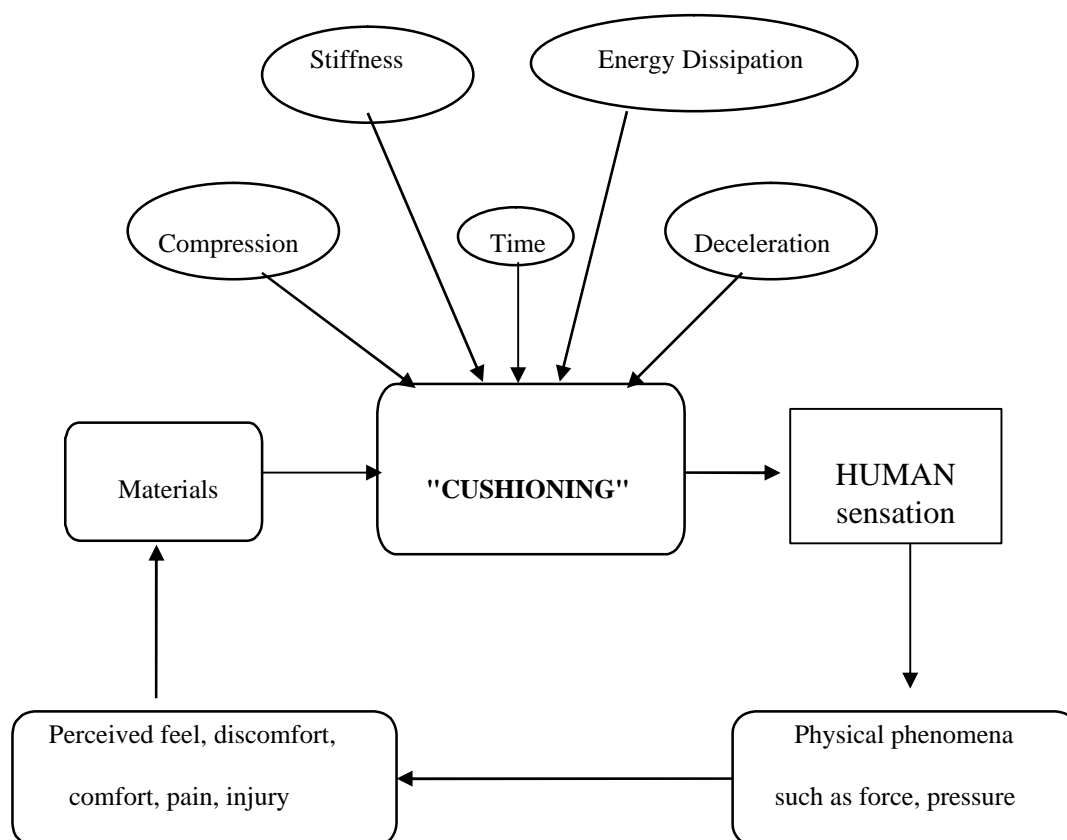 Stiffness
Energy Dissipation
Compression
Time
Deceleration
Materials
"CUSHIONING"
HUMAN
sensation
Perceived feel, discomfort,
comfort, pain, injury
Physical phenomena
such as force, pressure